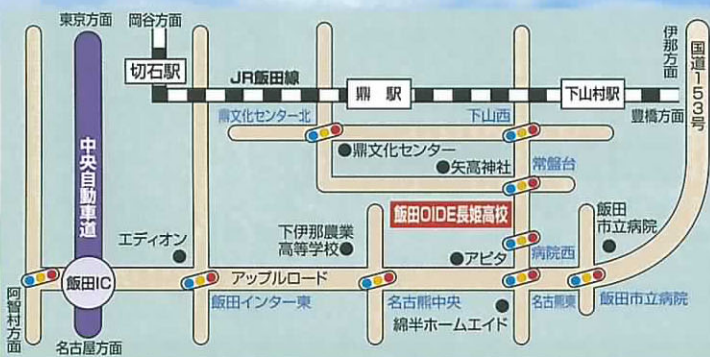 東京方面
岡谷方面
切石駅
JR飯田線
鼎 駅
下山村駅
伊那方面
国道153号
豊橋方面
鼎文化センター北
下山西
鼎文化センター
矢高神社
常盤台
中央自動車道
飯田OIDE長姫高校
飯田
市立病院
エディオン
下伊那農業
高等学校
アピタ
病院西
飯田IC
アップルロード
阿智村方面
飯田インター東
名古熊中央
名古熊東
飯田市立病院
綿半ホームエイド
名古屋方面